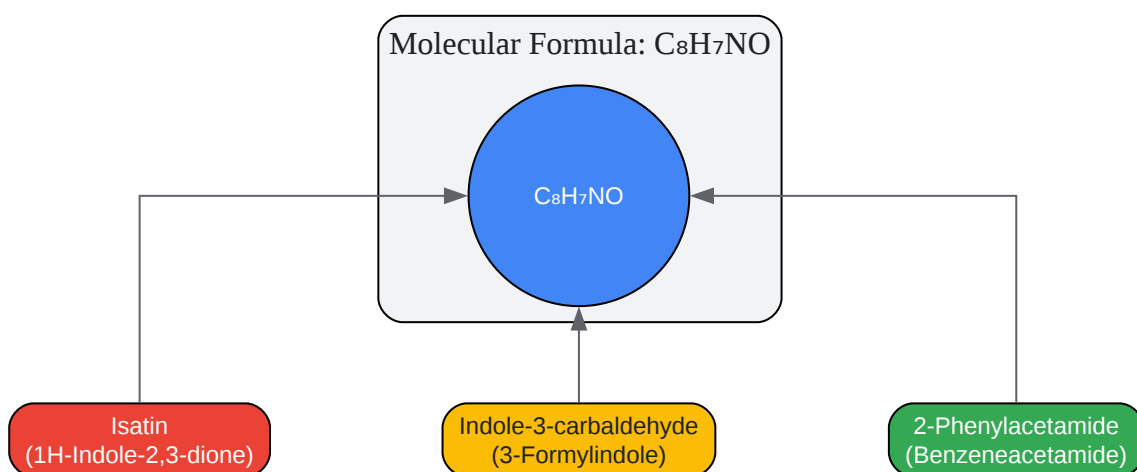 Molecular Formula: C₈H₇NO
C₈H₇NO
Isatin
(1H-Indole-2,3-dione)
Indole-3-carbaldehyde
(3-Formylindole)
2-Phenylacetamide
(Benzeneacetamide)